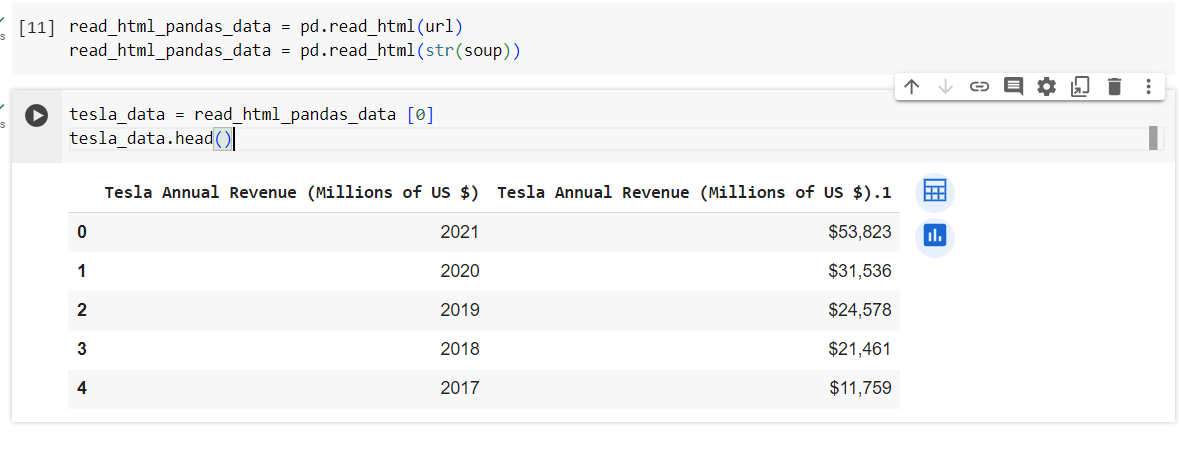 [11] read_html_pandas_data = pd.read_html(url)
read_html_pandas_data = pd.read_html(str(soup))
s
tesla_data = read_html_pandas_data [0]
s
tesla_data.head()
Tesla Annual Revenue (Millions of US $) Tesla Annual Revenue (Millions of US $).1
0 2021 $53,823
1 2020 $31,536
2 2019 $24,578
3 2018 $21,461
4 2017 $11,759